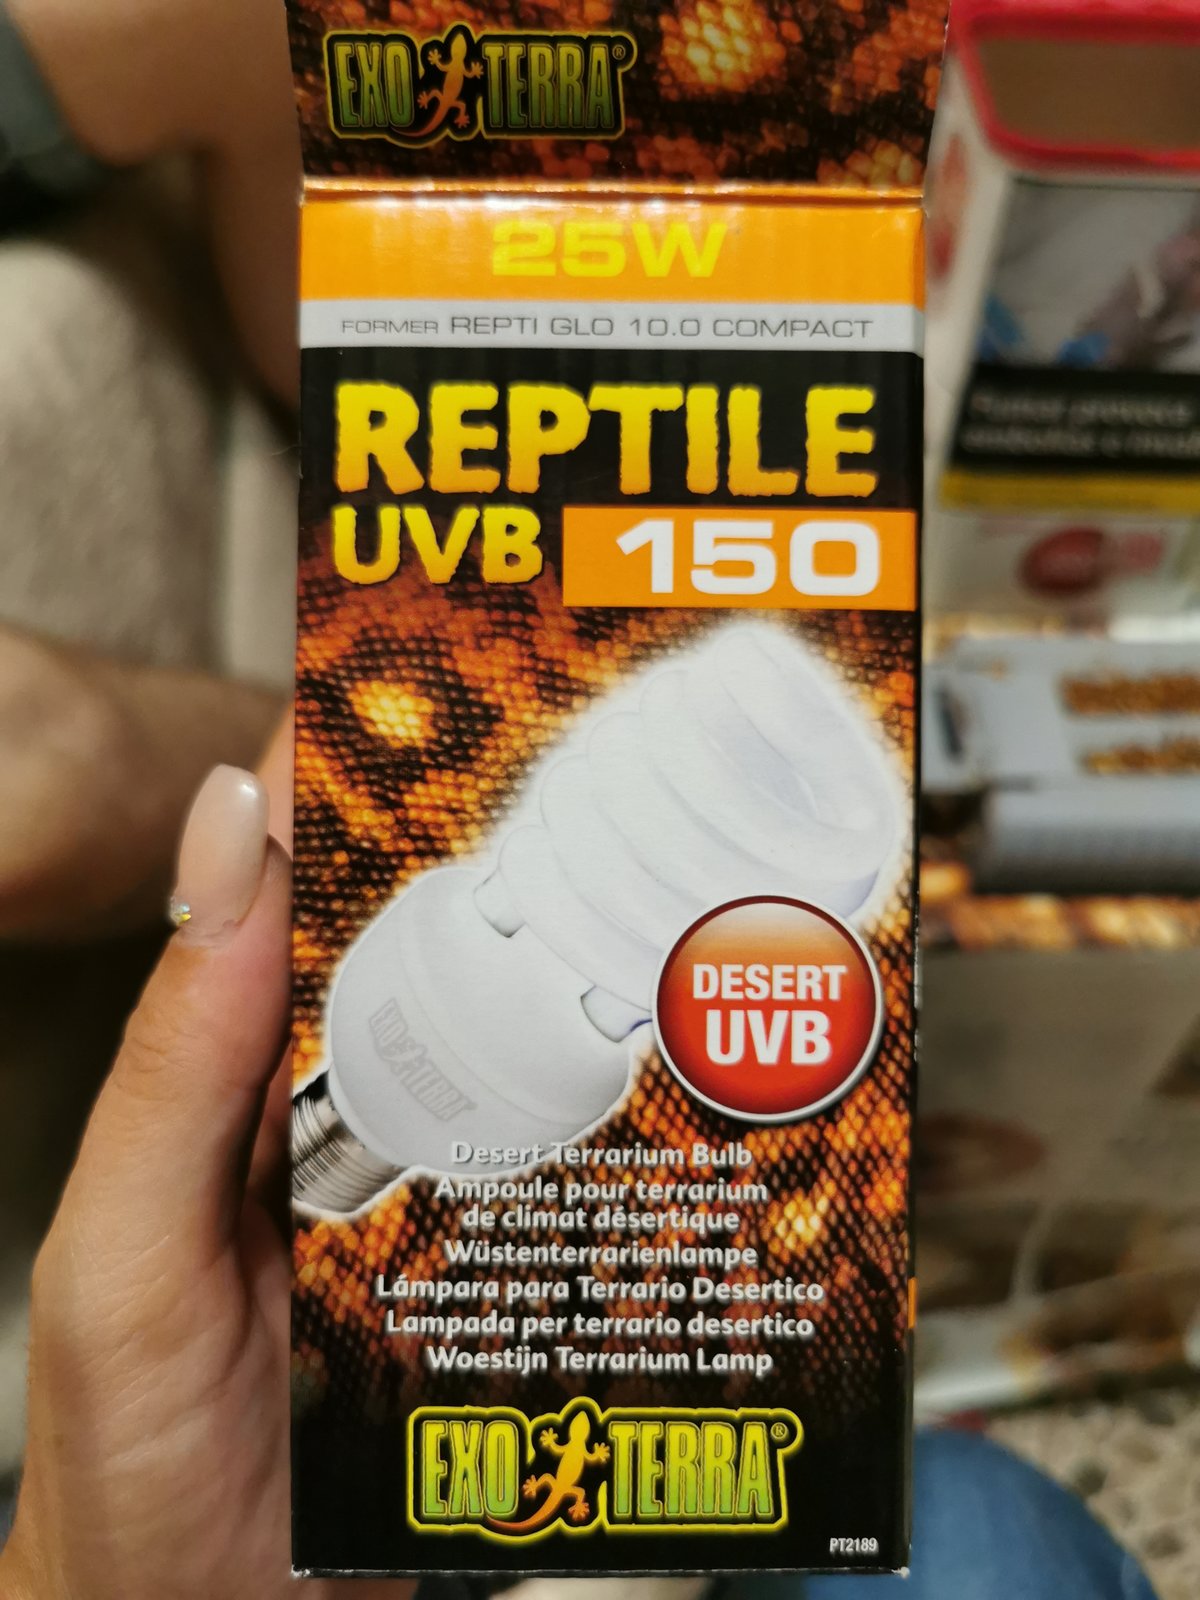 EXO TERRA®
25W
FORMER REPTI GLO 10.0 COMPACT
REPTILE
UVB 150
DESERT
UVB
EXO TERRA
Desert Terrarium Bulb
Ampoule pour terrarium
de climat désertique
Wüstenterrarienlampe
Lámpara para Terrario Desertico
Lampada per terrario desertico
Woestijn Terrarium Lamp
EXO TERRA®
PT2189